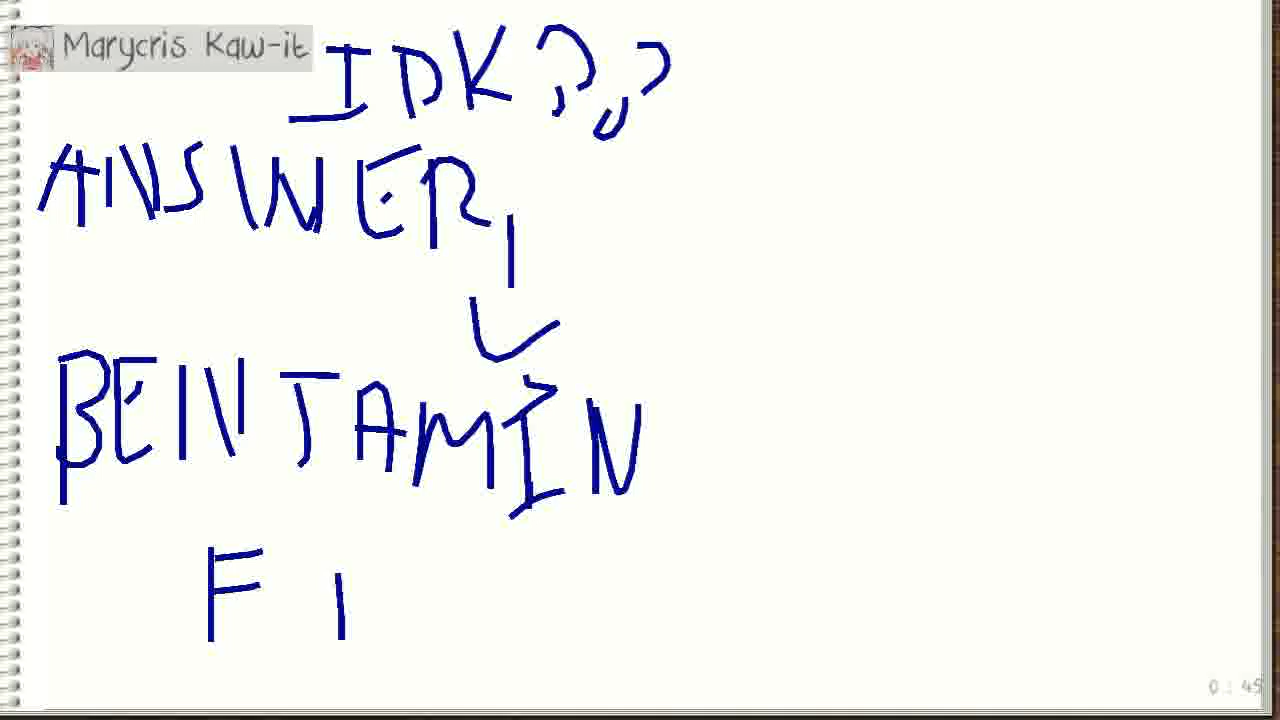 Marycris Kaw-it
IDK??
ANSWER,
BENJAMIN
F I
0:45